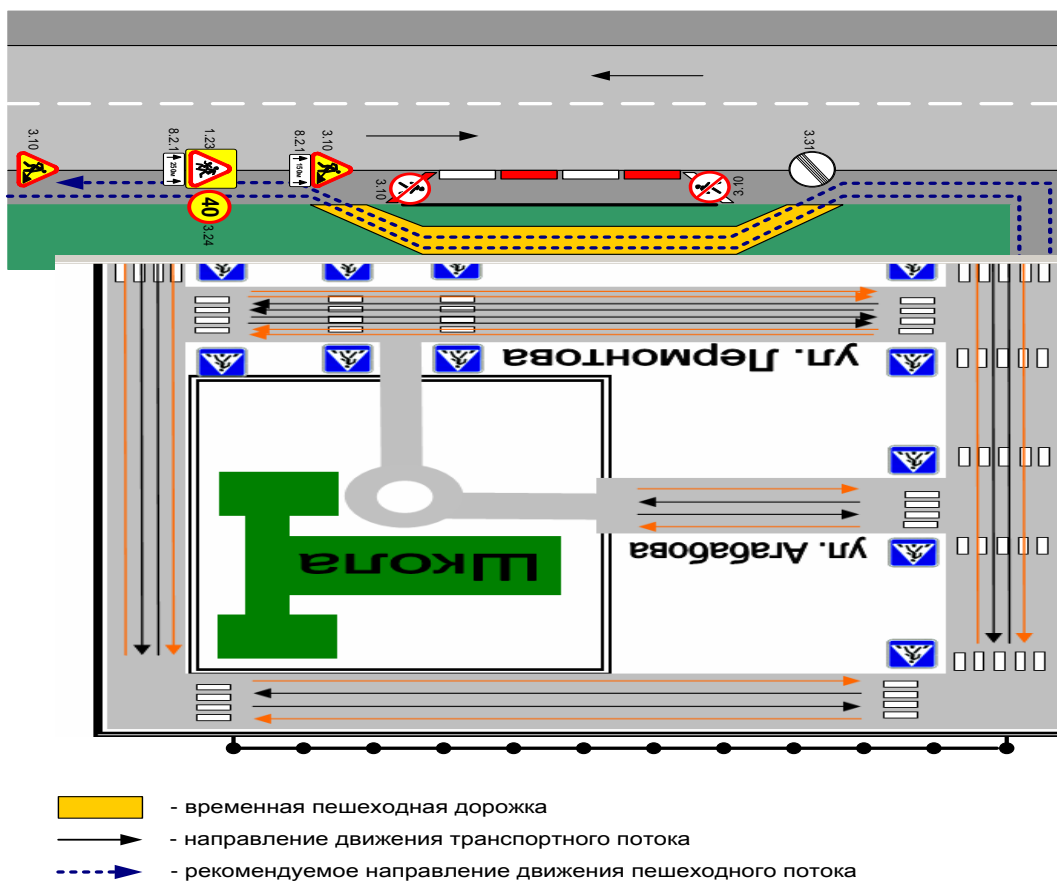 3.10
8.2.1
250м
1.23
40
3.24
8.2.1
150м
3.10
3.10
3.10
3.31
ул. Лермонтова
ул. Агабабова
Школа
- временная пешеходная дорожка
- направление движения транспортного потока
- рекомендуемое направление движения пешеходного потока